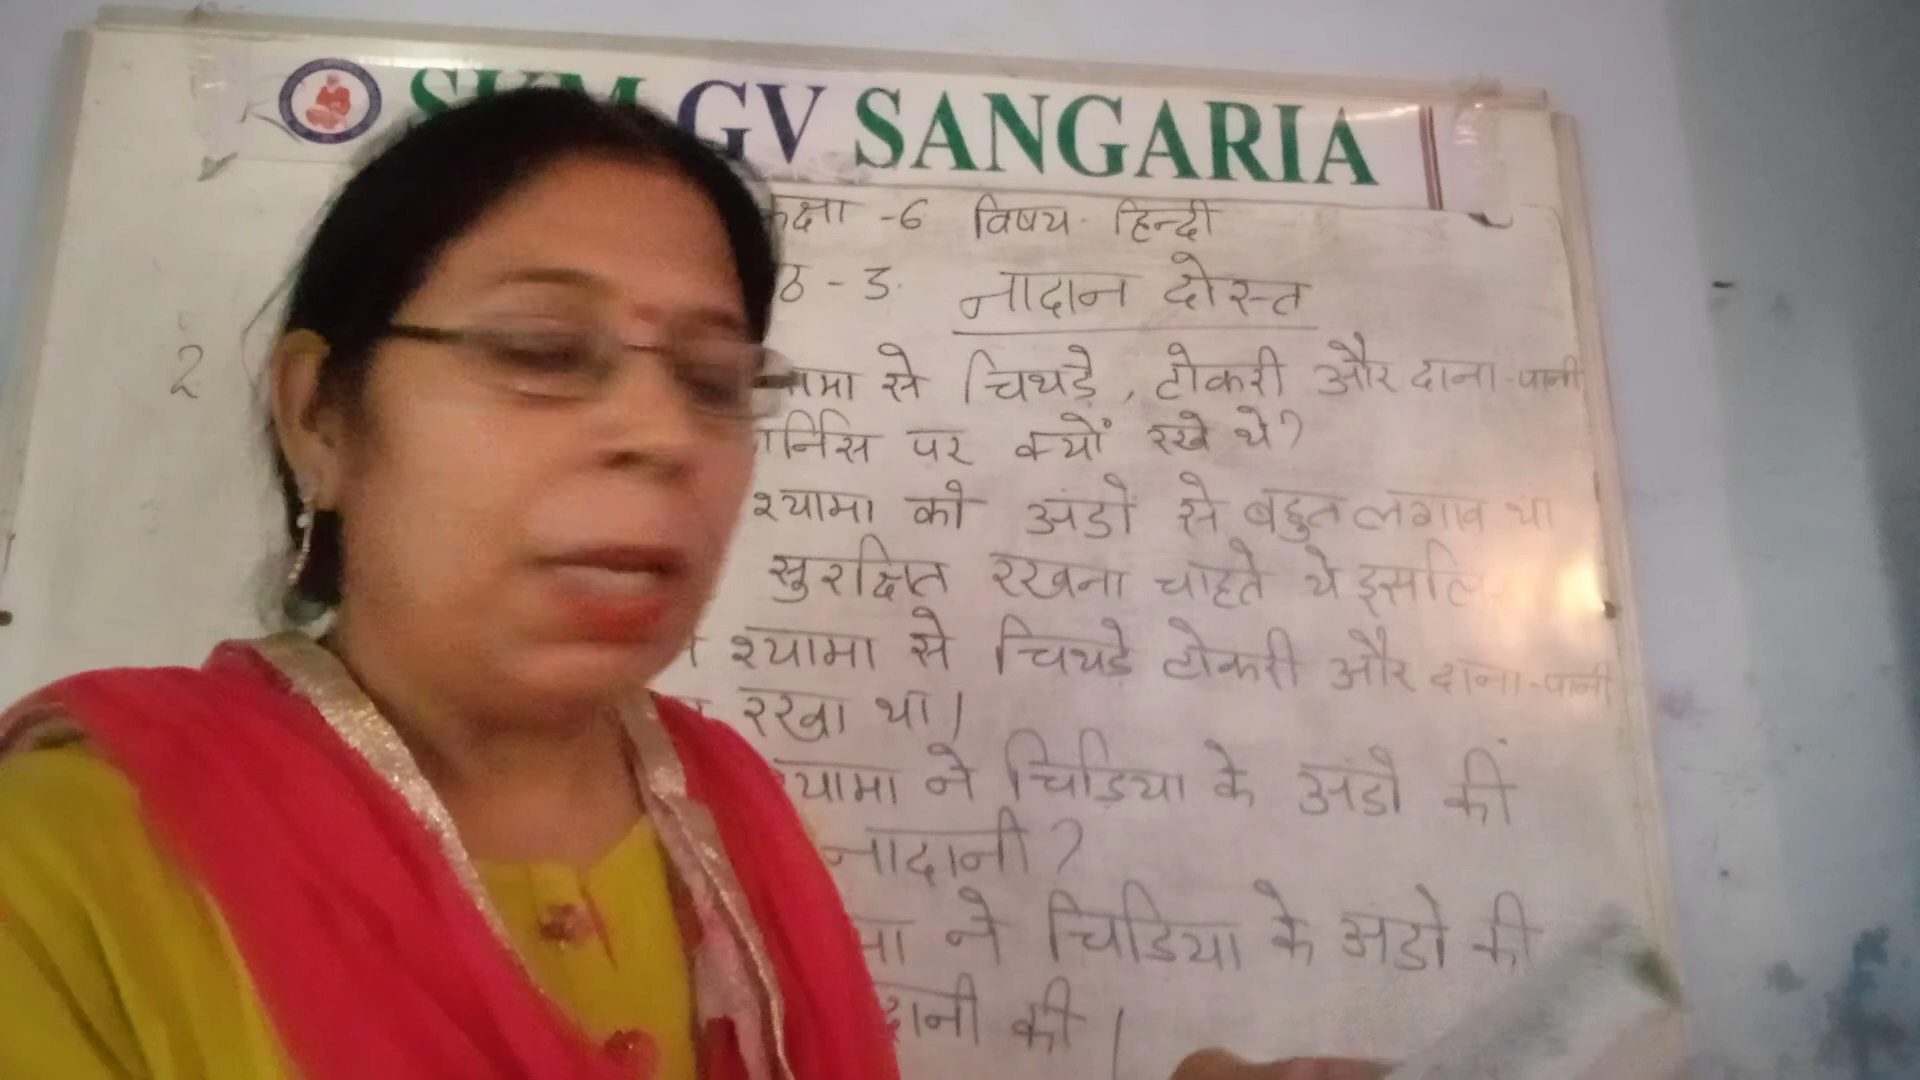 GV SANGARIA
कक्षा -6 विषय- हिन्दी
ठ - 3. नादान दोस्त
2
यामा से चिथड़े, टोकरी और दाना-पानी
र्निस पर क्यों रखे थे?
श्यामा को अंडों से बहुत लगाव था
सुरक्षित रखना चाहते थे इसलि
श्यामा से चिथडे टोकरी और दाना-पानी
रखा था।
यामा ने चिड़िया के अंडो कीं
नादानी?
मा ने चिडिया के अंडो की
दानी की।